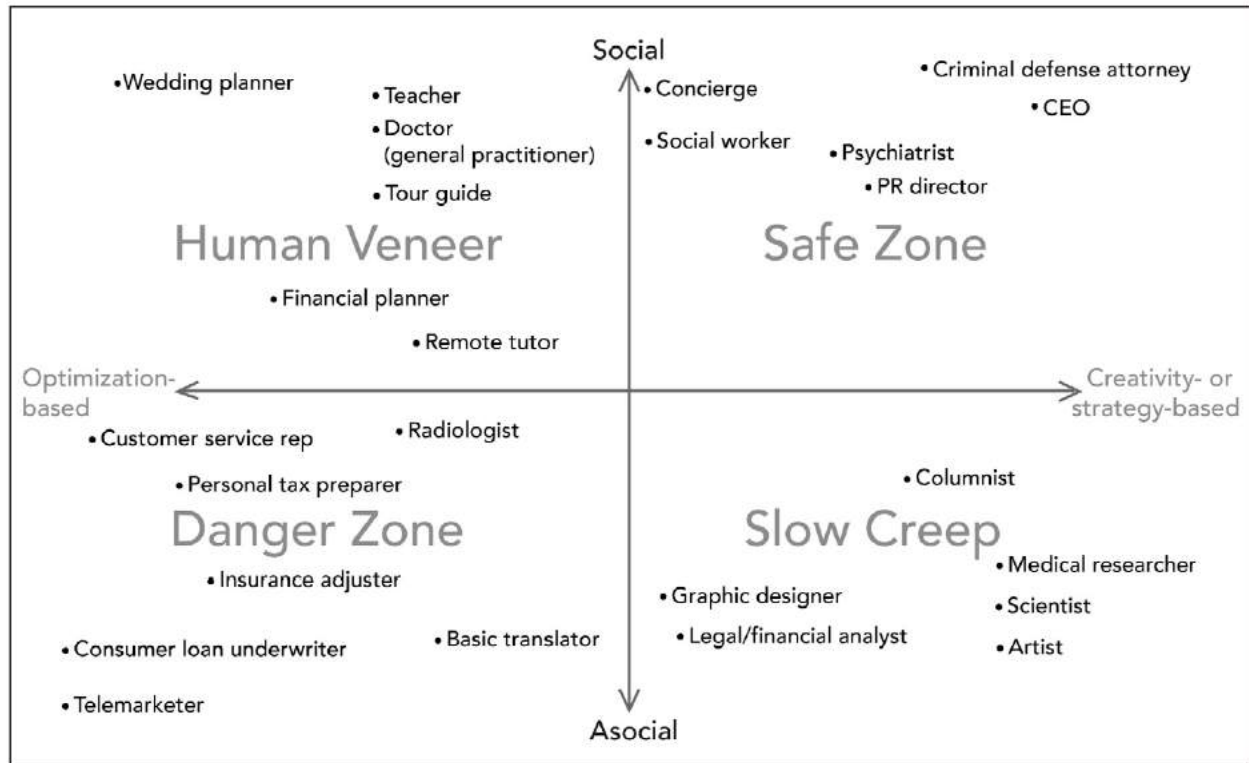 Social
• Wedding planner
• Teacher
• Doctor
(general practitioner)
• Tour guide
Human Veneer
• Financial planner
• Remote tutor
• Concierge
• Social worker
• Criminal defense attorney
• CEO
• Psychiatrist
• PR director
Safe Zone
Optimization-
based
Creativity- or
strategy-based
• Customer service rep
• Radiologist
• Personal tax preparer
Danger Zone
• Insurance adjuster
• Basic translator
• Consumer loan underwriter
• Telemarketer
• Columnist
Slow Creep
• Medical researcher
• Graphic designer
• Scientist
• Legal/financial analyst
• Artist
Asocial